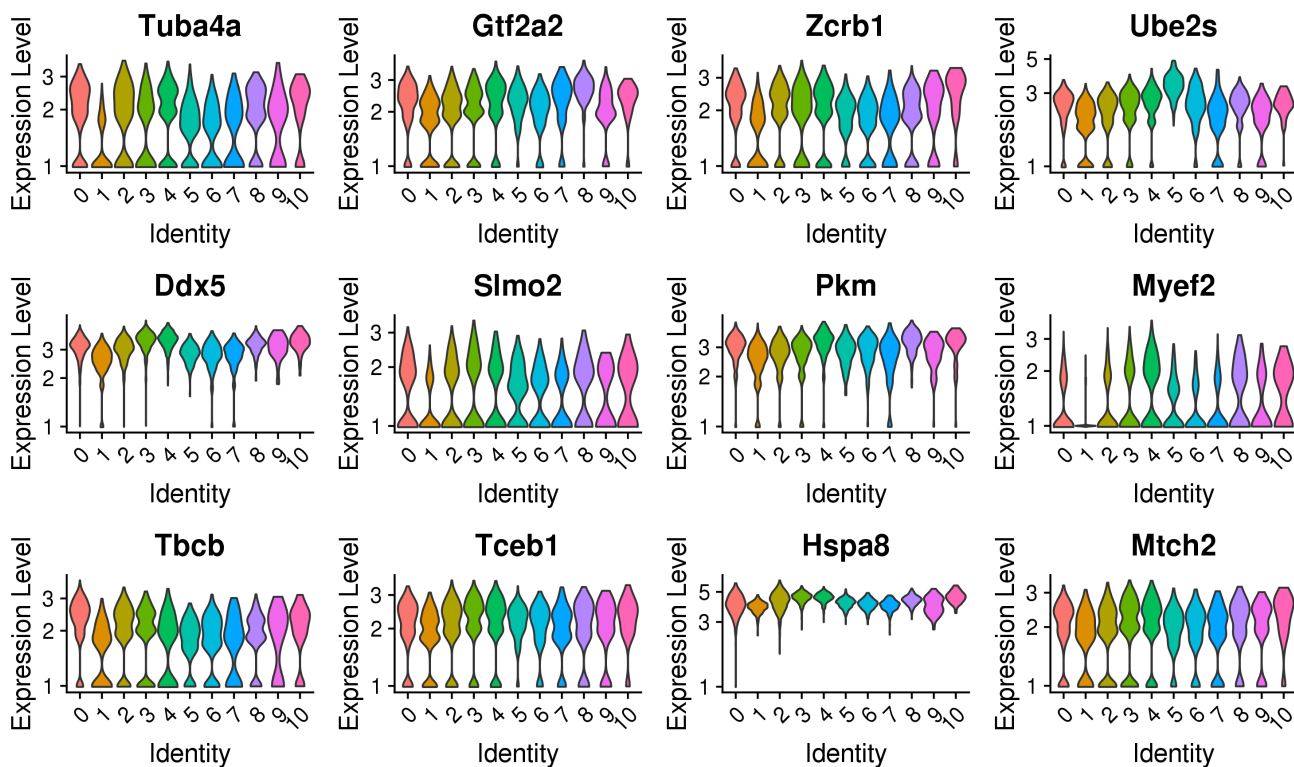 Tuba4a Gtf2a2 Zcrb1 Ube2s
Expression Level 3 2 1 Expression Level 3 2 1 Expression Level 3 2 1 Expression Level 5 3 1
0 1 2 3 4 5 6 7 8 9 10 0 1 2 3 4 5 6 7 8 9 10 0 1 2 3 4 5 6 7 8 9 10 0 1 2 3 4 5 6 7 8 9 10
Identity Identity Identity Identity
Ddx5 Slmo2 Pkm Myef2
Expression Level 3 2 1 Expression Level 3 2 1 Expression Level 3 2 1 Expression Level 3 2 1
0 1 2 3 4 5 6 7 8 9 10 0 1 2 3 4 5 6 7 8 9 10 0 1 2 3 4 5 6 7 8 9 10 0 1 2 3 4 5 6 7 8 9 10
Identity Identity Identity Identity
Tbcb Tceb1 Hspa8 Mtch2
Expression Level 3 2 1 Expression Level 3 2 1 Expression Level 5 3 1 Expression Level 3 2 1
0 1 2 3 4 5 6 7 8 9 10 0 1 2 3 4 5 6 7 8 9 10 0 1 2 3 4 5 6 7 8 9 10 0 1 2 3 4 5 6 7 8 9 10
Identity Identity Identity Identity